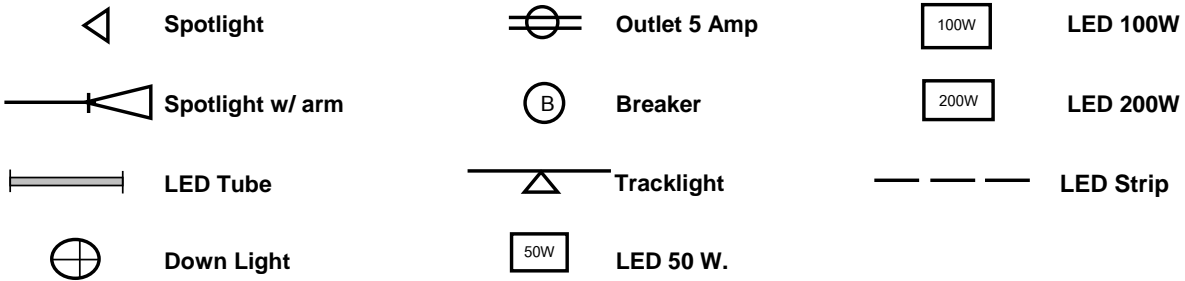 Spotlight
Outlet 5 Amp
100W
LED 100W
Spotlight w/ arm
B
Breaker
200W
LED 200W
LED Tube
Tracklight
LED Strip
Down Light
50W
LED 50 W.